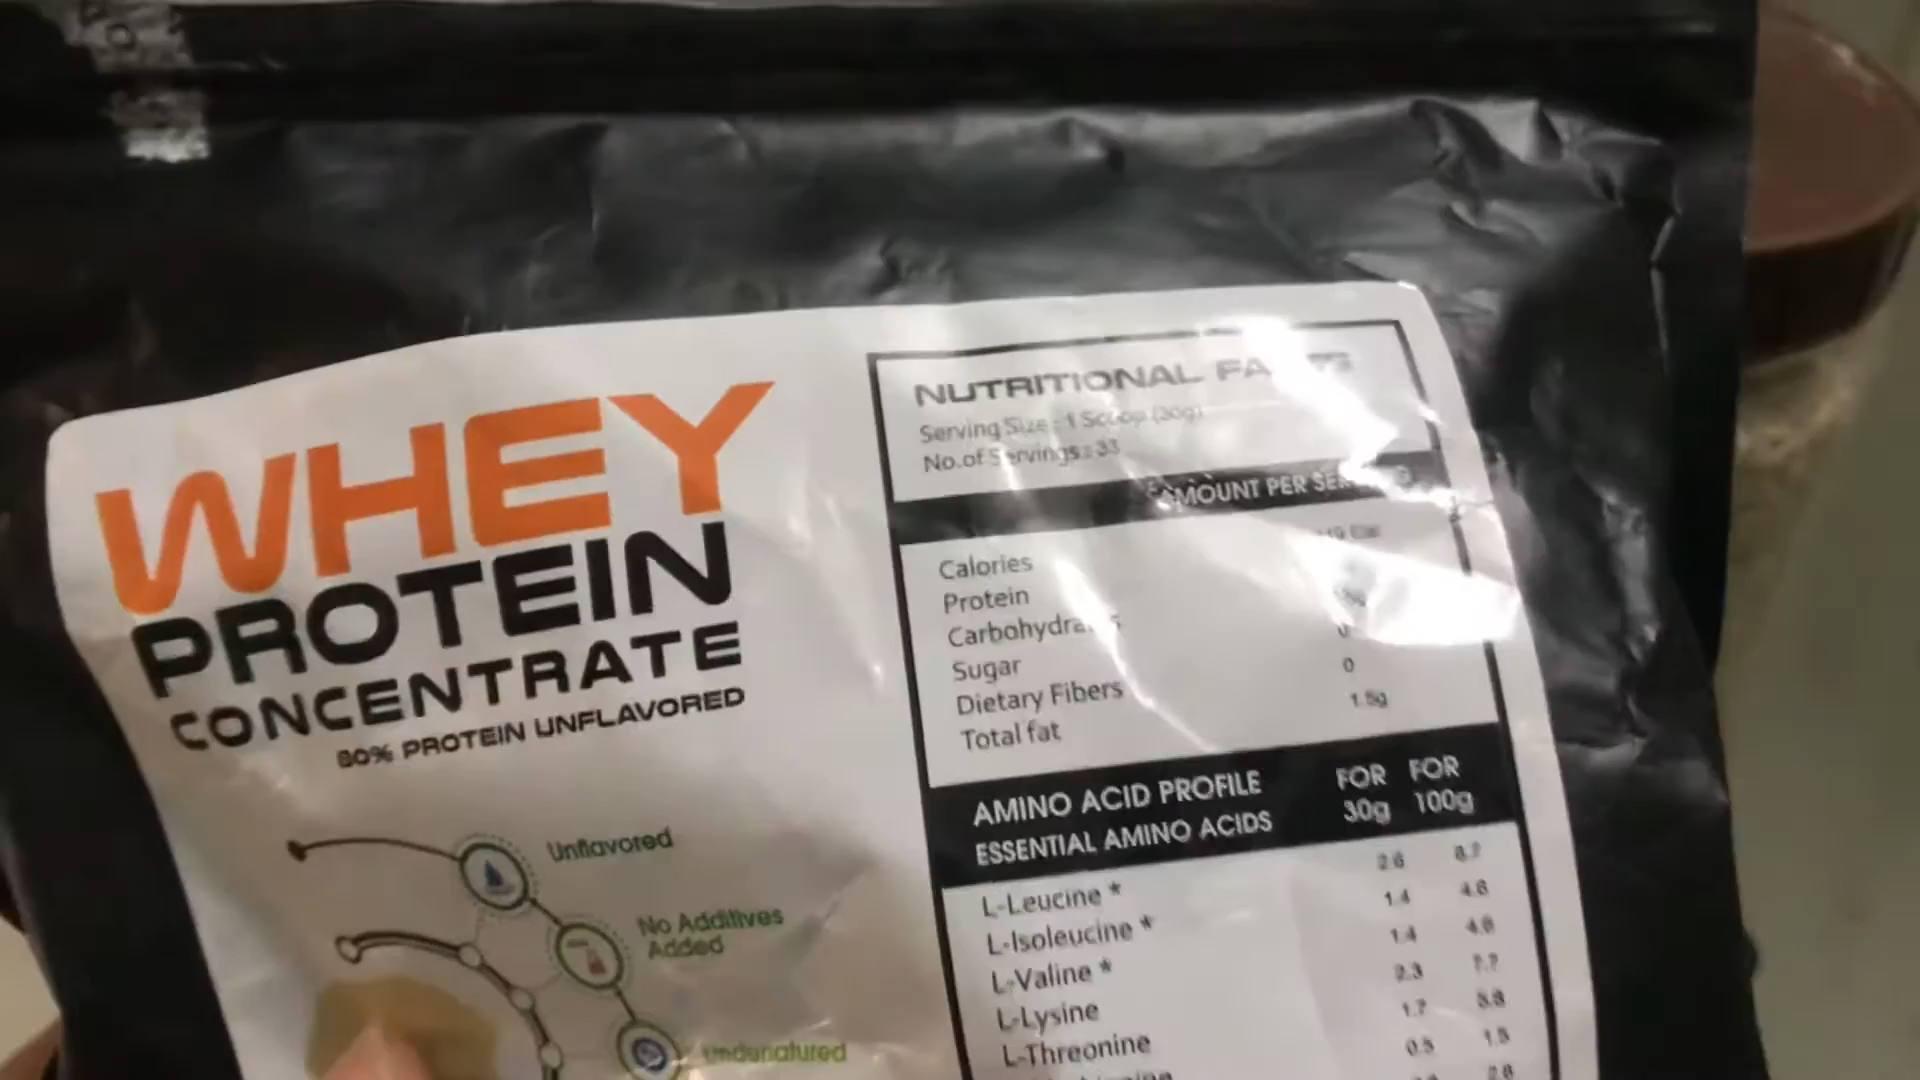 WHEY
PROTEIN
CONCENTRATE
80% PROTEIN UNFLAVORED
Unflavored
No Additives
Added
Undenatured
NUTRITIONAL FACTS
Serving Size : 1 Scoop (30g)
No.of Servings : 33
AMOUNT PER SERVING
Calories
Protein
Carbohydrates
Sugar 0
Dietary Fibers 0
Total fat 1.5g
AMINO ACID PROFILE FOR FOR
ESSENTIAL AMINO ACIDS 30g 100g
L-Leucine * 2.6
L-Isoleucine * 1.4 4.6
L-Valine * 1.4 4.6
L-Lysine 2.3 7.7
L-Threonine 1.7
0.5 1.5